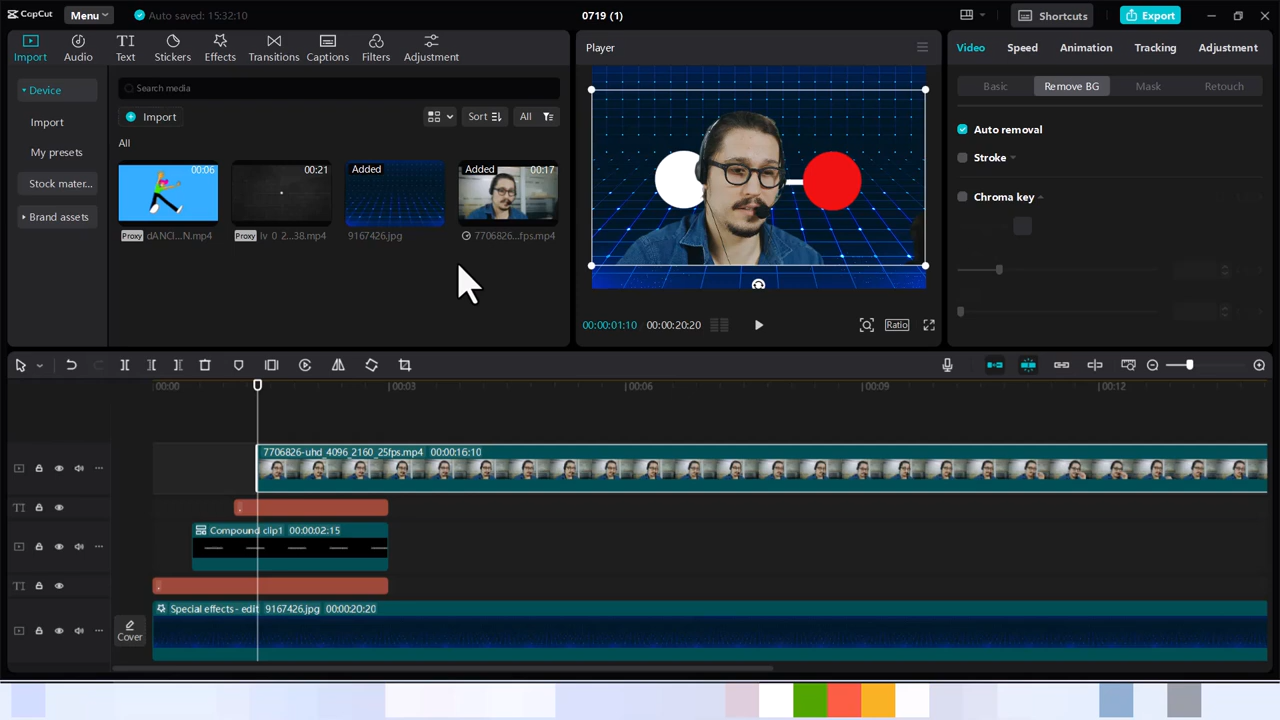 CapCut
Menu
Auto saved: 15:32:10
0719 (1)
Shortcuts
Export
Import
Audio
Text
Stickers
Effects
Transitions
Captions
Filters
Adjustment
Device
Import
My presets
Stock mater...
Brand assets
Search media
Import
Sort
All
All
00:06
Proxy dANCI...N.mp4
00:21
Proxy lv_0_2...38.mp4
Added
9167426.jpg
Added 00:17
7706826...fps.mp4
Player
00:00:01:10 00:00:20:20
Ratio
Video
Speed
Animation
Tracking
Adjustment
Basic
Remove BG
Mask
Retouch
Auto removal
Stroke
Chroma key
00:00
00:03
00:06
00:09
00:12
7706826-uhd_4096_2160_25fps.mp4 00:00:16:10
TI
Compound clip1 00:00:02:15
TI
Cover
Special effects - edit 9167426.jpg 00:00:20:20